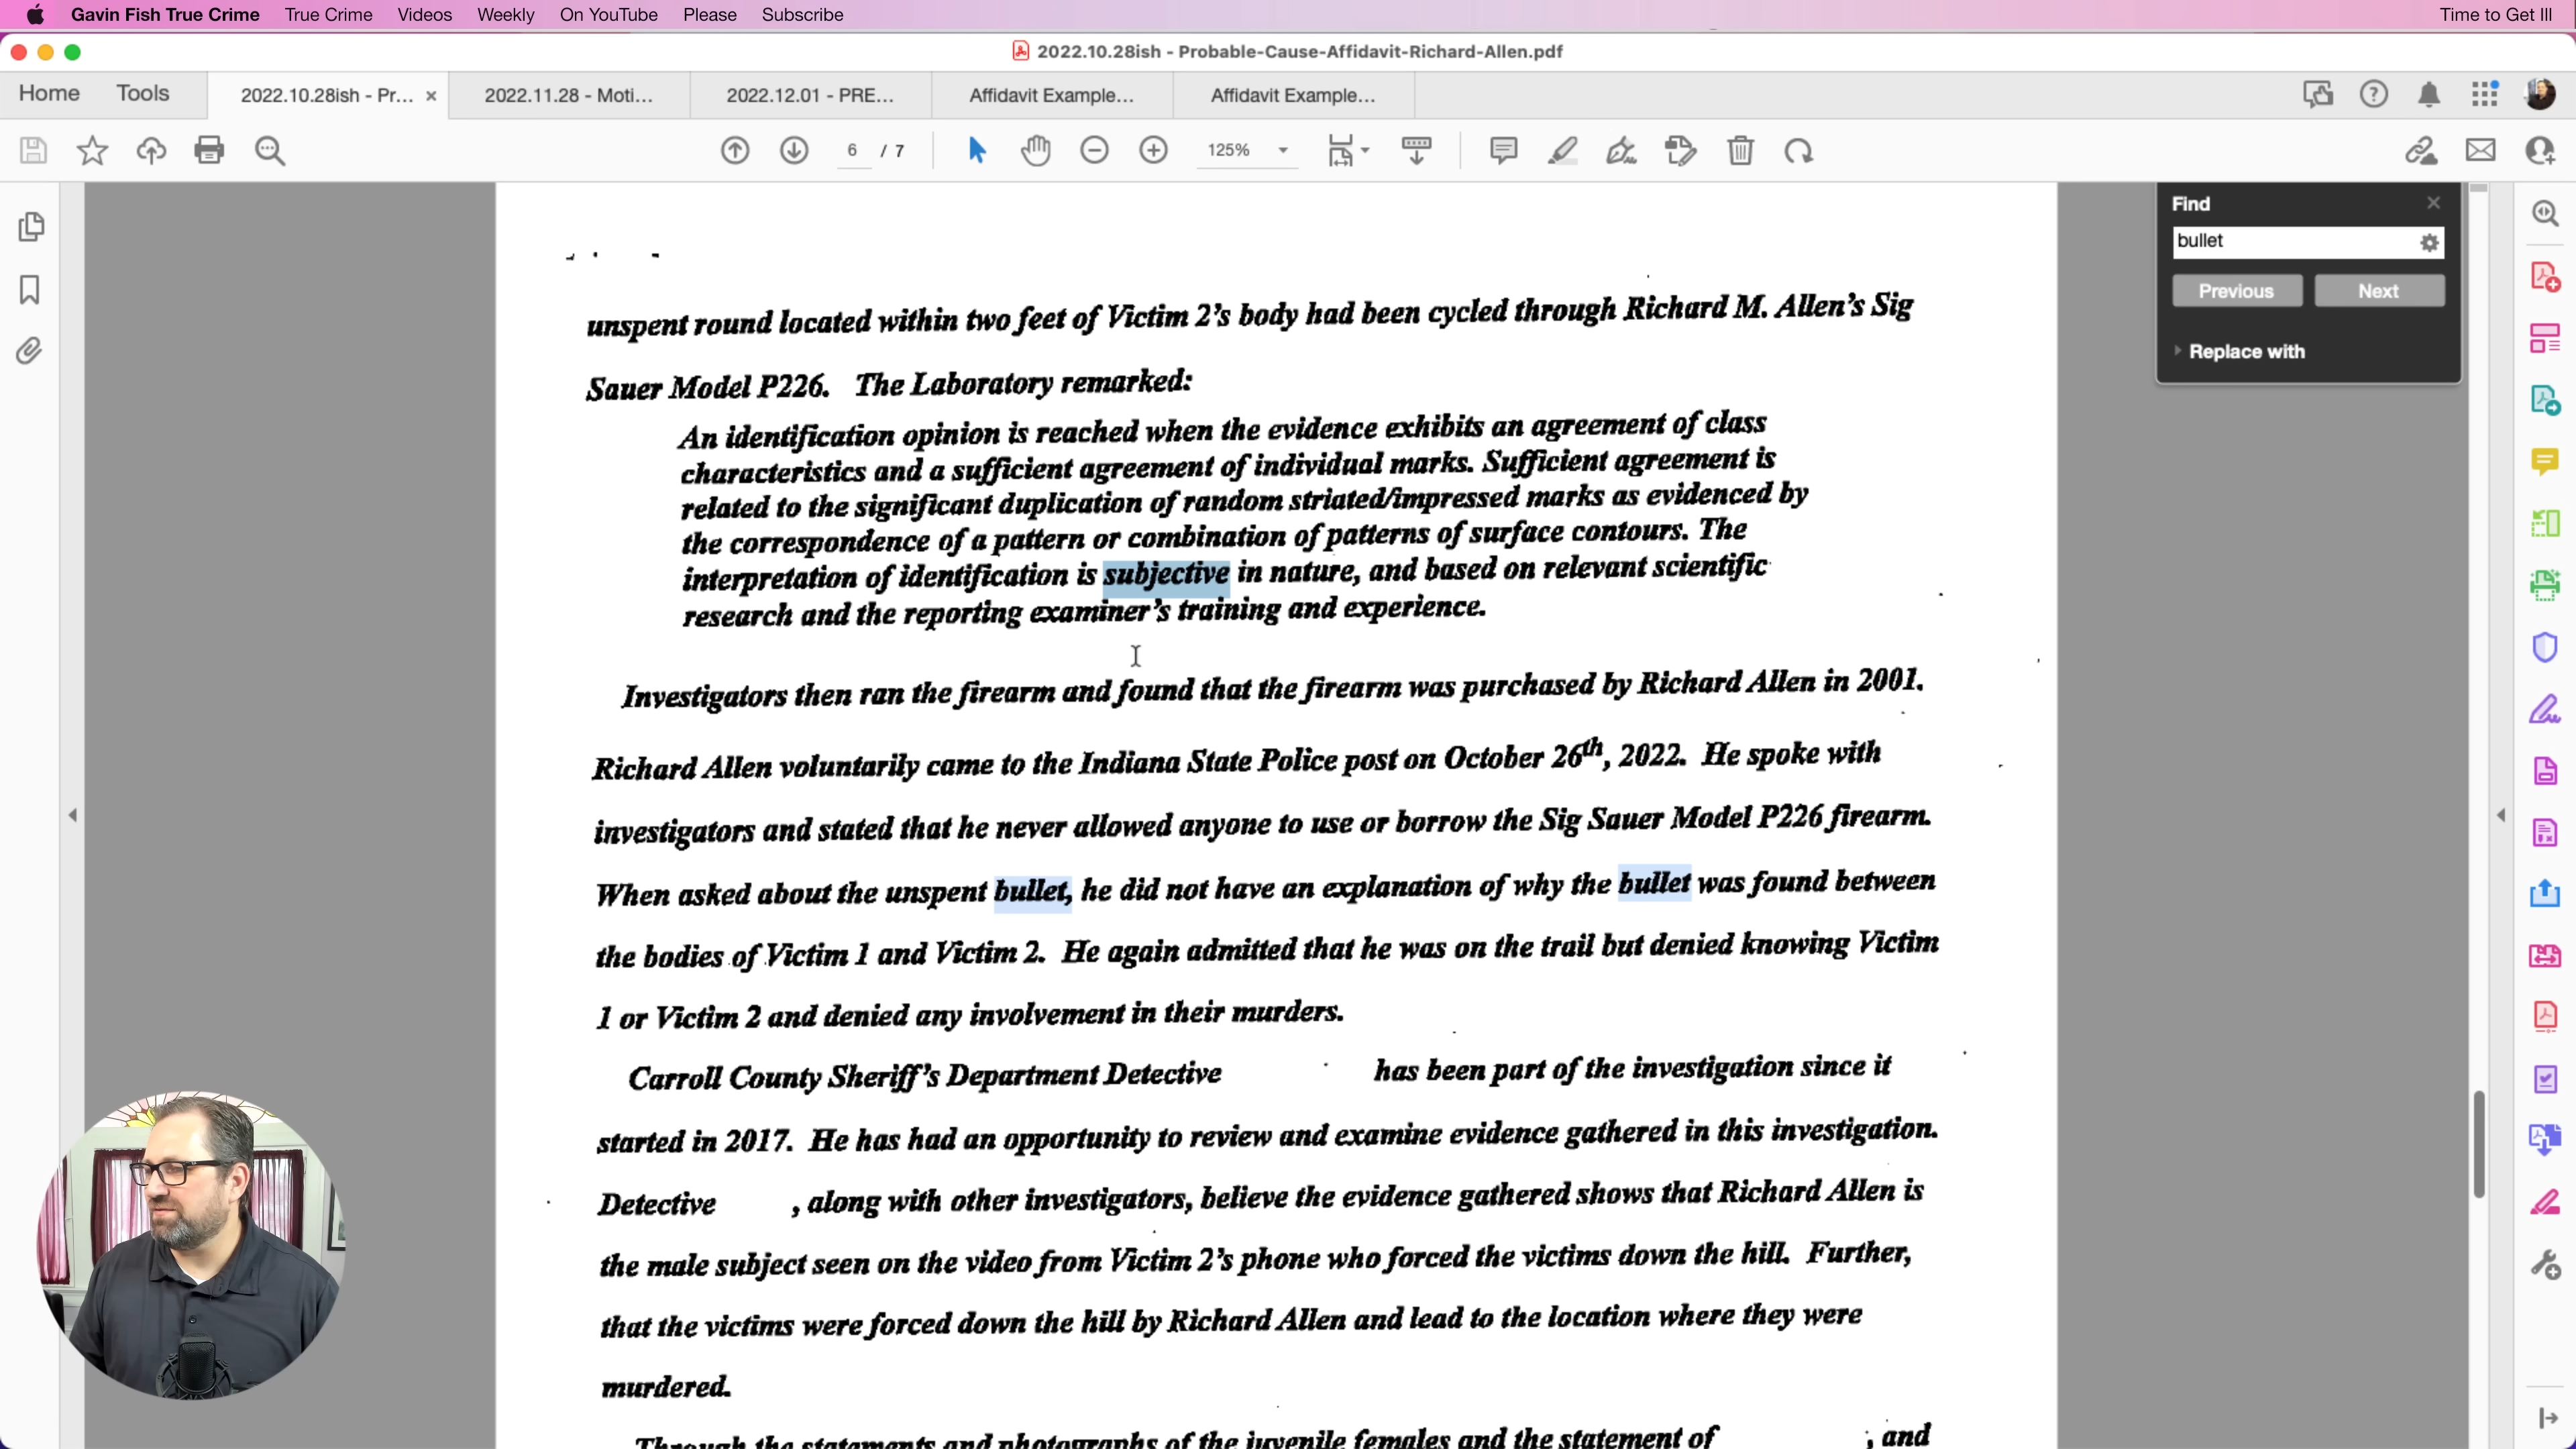 Gavin Fish True Crime True Crime Videos Weekly On YouTube Please Subscribe Time to Get Ill
2022.10.28ish - Probable-Cause-Affidavit-Richard-Allen.pdf
Home Tools 2022.10.28ish - Pr... × 2022.11.28 - Moti... 2022.12.01 - PRE... Affidavit Example... Affidavit Example...
6 / 7 125%
Find
bullet
Previous Next
Replace with
unspent round located within two feet of Victim 2's body had been cycled through Richard M. Allen's Sig
Sauer Model P226. The Laboratory remarked:
An identification opinion is reached when the evidence exhibits an agreement of class
characteristics and a sufficient agreement of individual marks. Sufficient agreement is
related to the significant duplication of random striated/impressed marks as evidenced by
the correspondence of a pattern or combination of patterns of surface contours. The
interpretation of identification is subjective in nature, and based on relevant scientific
research and the reporting examiner's training and experience.
Investigators then ran the firearm and found that the firearm was purchased by Richard Allen in 2001.
Richard Allen voluntarily came to the Indiana State Police post on October 26th, 2022. He spoke with
investigators and stated that he never allowed anyone to use or borrow the Sig Sauer Model P226 firearm.
When asked about the unspent bullet, he did not have an explanation of why the bullet was found between
the bodies of Victim 1 and Victim 2. He again admitted that he was on the trail but denied knowing Victim
1 or Victim 2 and denied any involvement in their murders.
Carroll County Sheriff's Department Detective has been part of the investigation since it
started in 2017. He has had an opportunity to review and examine evidence gathered in this investigation.
Detective , along with other investigators, believe the evidence gathered shows that Richard Allen is
the male subject seen on the video from Victim 2's phone who forced the victims down the hill. Further,
that the victims were forced down the hill by Richard Allen and lead to the location where they were
murdered.
Through the statements and photographs of the juvenile females and the statement of , and